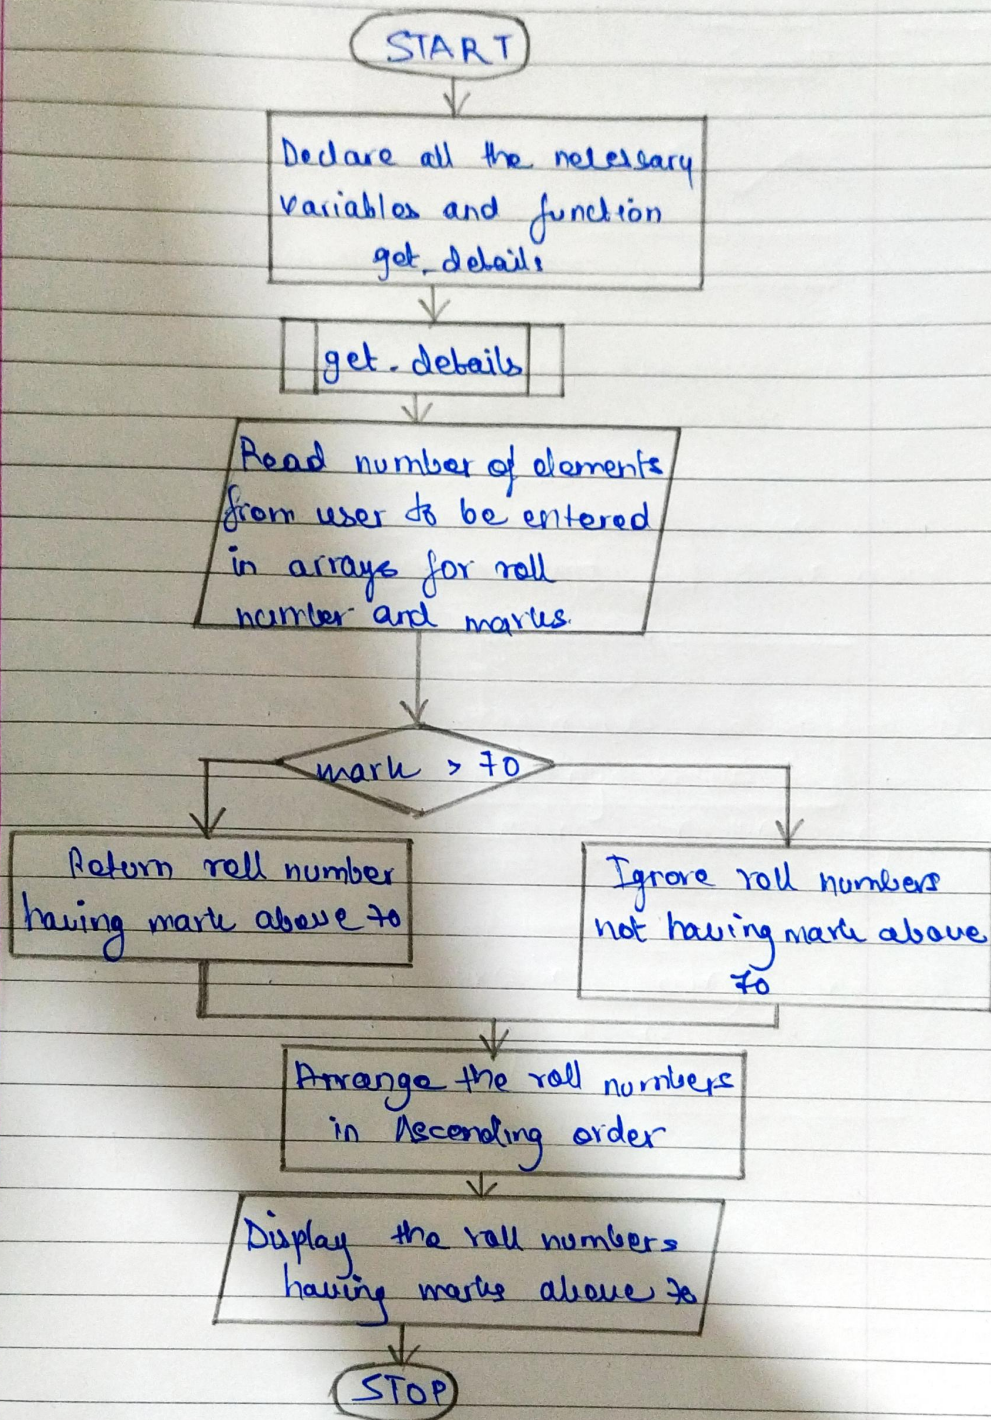 START
Declare all the necessary
variables and function
get_details
get_details
Read number of elements
from user to be entered
in arrays for roll
number and marks.
mark > 70
Return roll number
having mark above 70
Ignore roll numbers
not having mark above
70
Arrange the roll numbers
in Ascending order
Display the roll numbers
having marks above 70
STOP